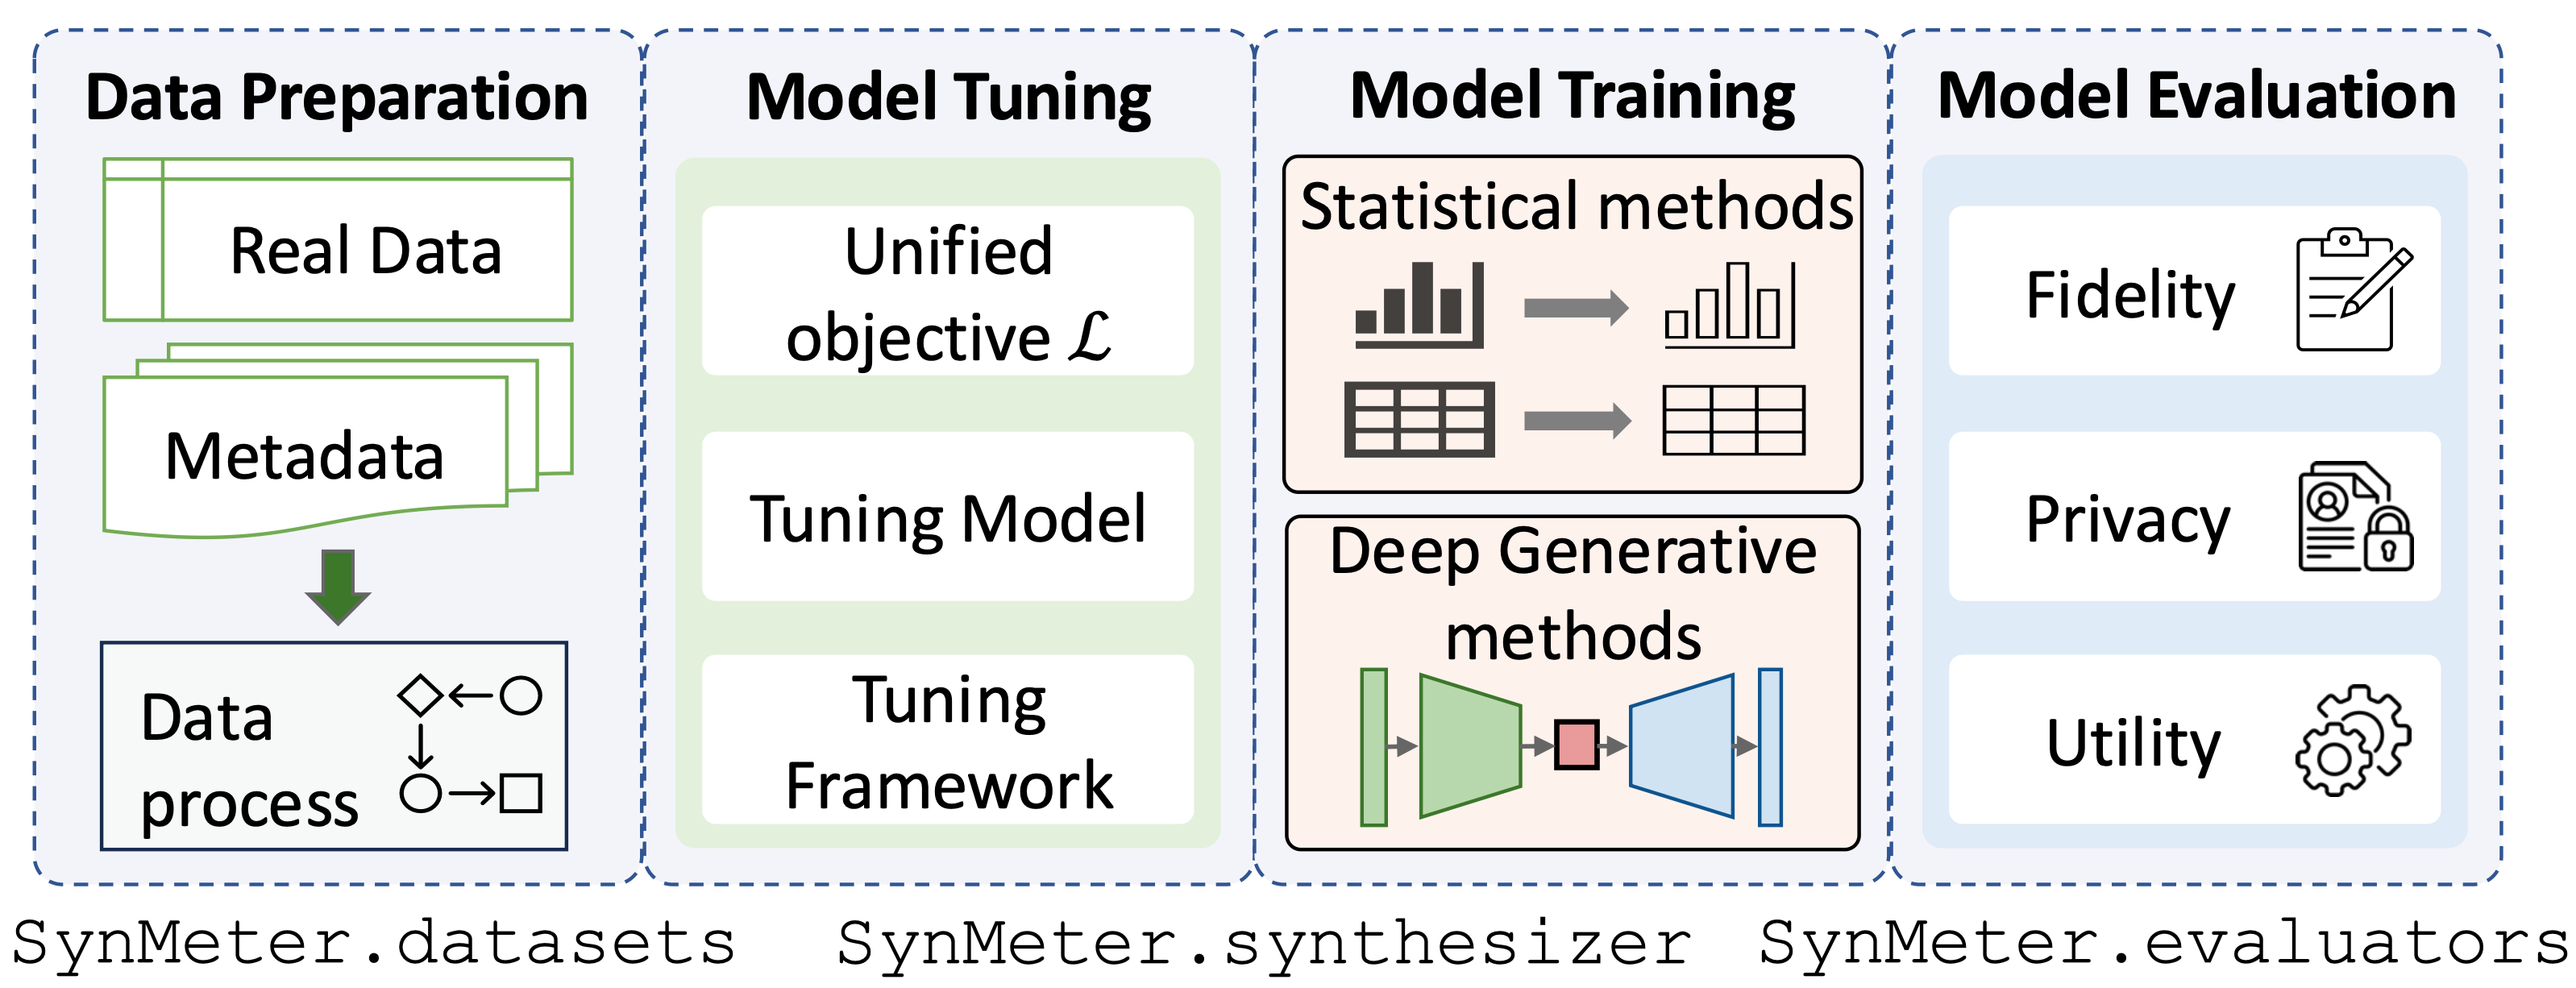 Data Preparation
Real Data
Metadata
Data
process
Model Tuning
Unified
objective ℒ
Tuning Model
Tuning
Framework
Model Training
Statistical methods
Deep Generative
methods
Model Evaluation
Fidelity
Privacy
Utility
SynMeter.datasets
SynMeter.synthesizer
SynMeter.evaluators